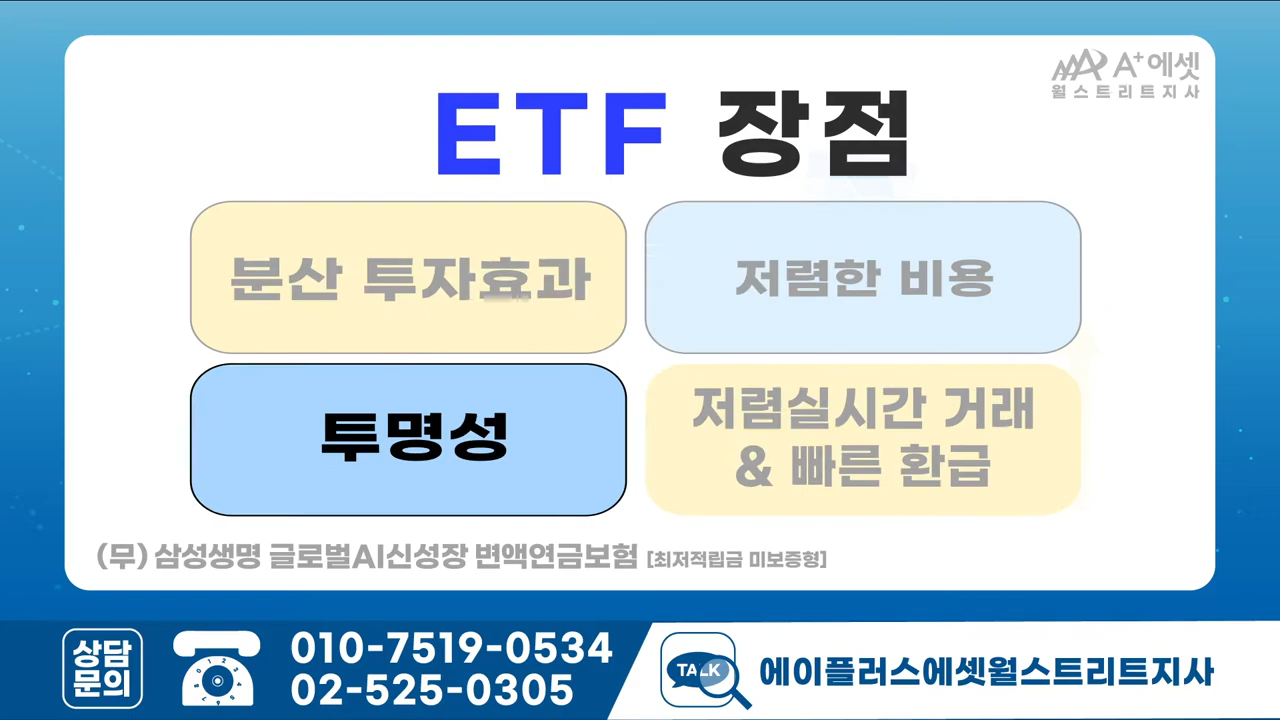 A+에셋
월스트리트지사
ETF 장점
분산 투자효과
저렴한 비용
투명성
저렴실시간 거래
& 빠른 환급
(무) 삼성생명 글로벌AI신성장 변액연금보험 [최저적립금 미보증형]
상담
문의
010-7519-0534
02-525-0305
TALK
에이플러스에셋월스트리트지사